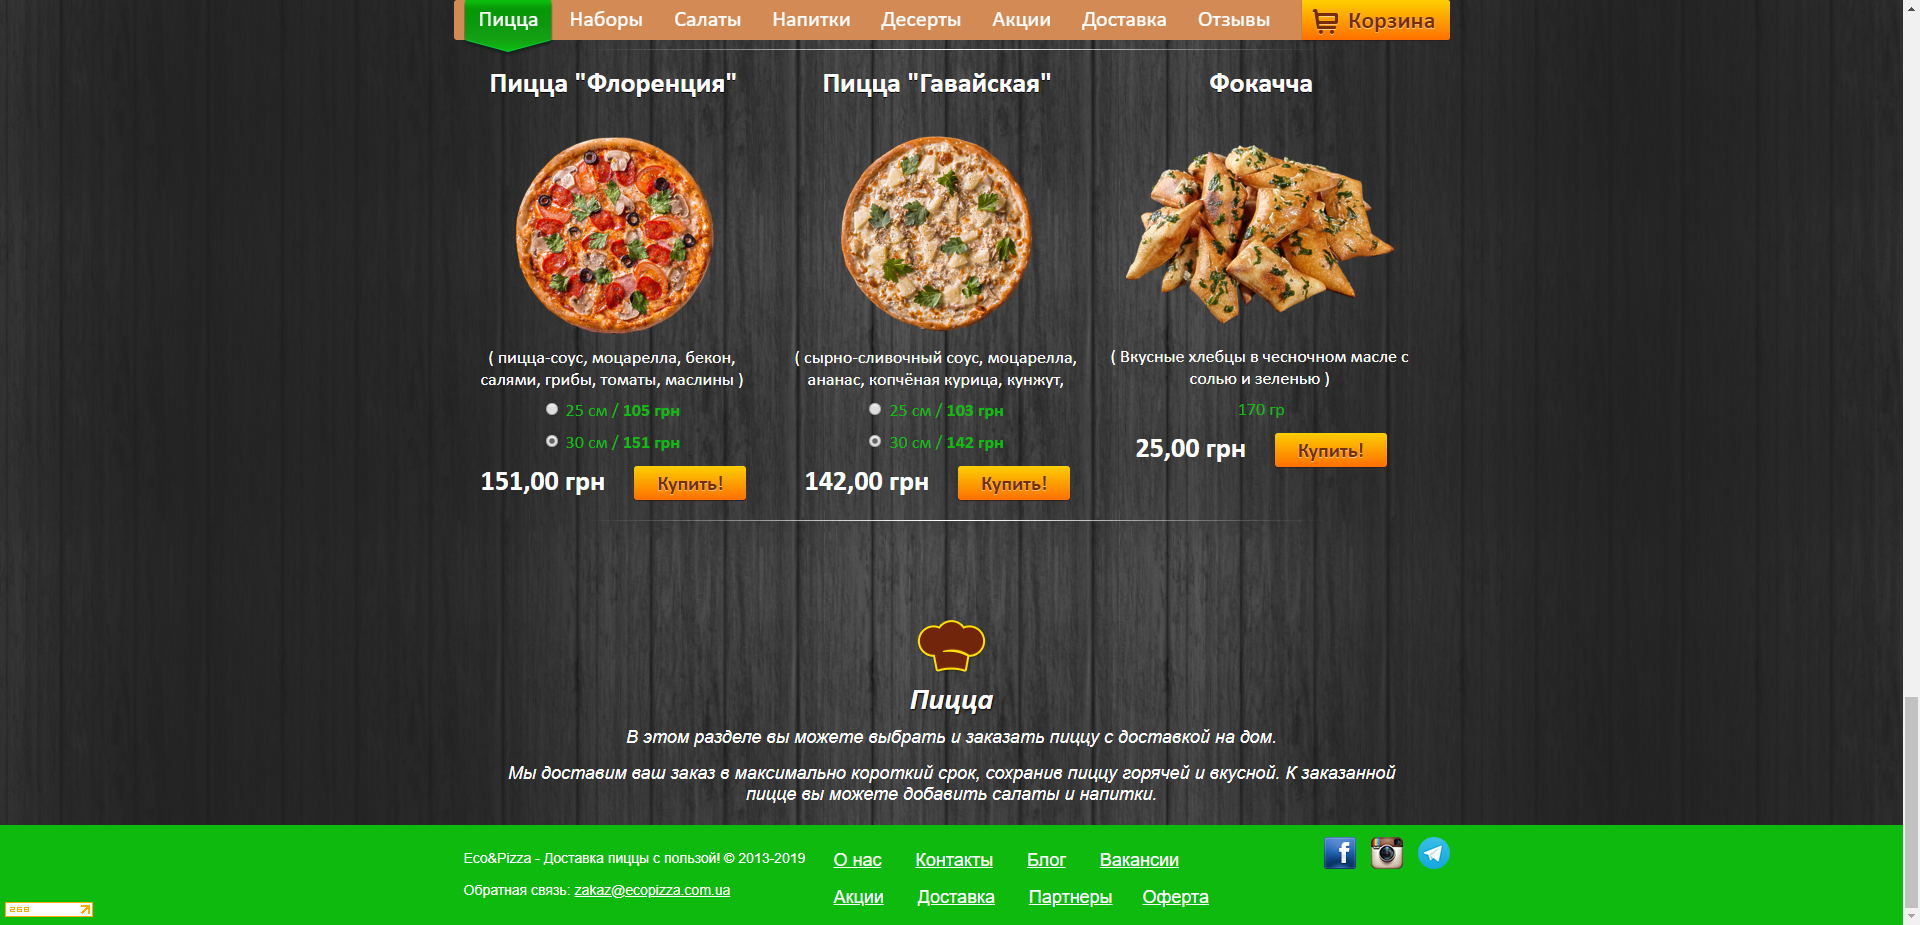 Пицца Наборы Салаты Напитки Десерты Акции Доставка Отзывы Корзина
Пицца "Флоренция"
( пицца-соус, моцарелла, бекон,
салями, грибы, томаты, маслины )
25 см / 105 грн
30 см / 151 грн
151,00 грн Купить!
Пицца "Гавайская"
( сырно-сливочный соус, моцарелла,
ананас, копчёная курица, кунжут,
25 см / 103 грн
30 см / 142 грн
142,00 грн Купить!
Фокачча
( Вкусные хлебцы в чесночном масле с
солью и зеленью )
170 гр
25,00 грн Купить!
Пицца
В этом разделе вы можете выбрать и заказать пиццу с доставкой на дом.
Мы доставим ваш заказ в максимально короткий срок, сохранив пиццу горячей и вкусной. К заказанной
пицце вы можете добавить салаты и напитки.
Eco&Pizza - Доставка пиццы с пользой! © 2013-2019
Обратная связь: zakaz@ecopizza.com.ua
О нас Контакты Блог Вакансии
Акции Доставка Партнеры Оферта
268